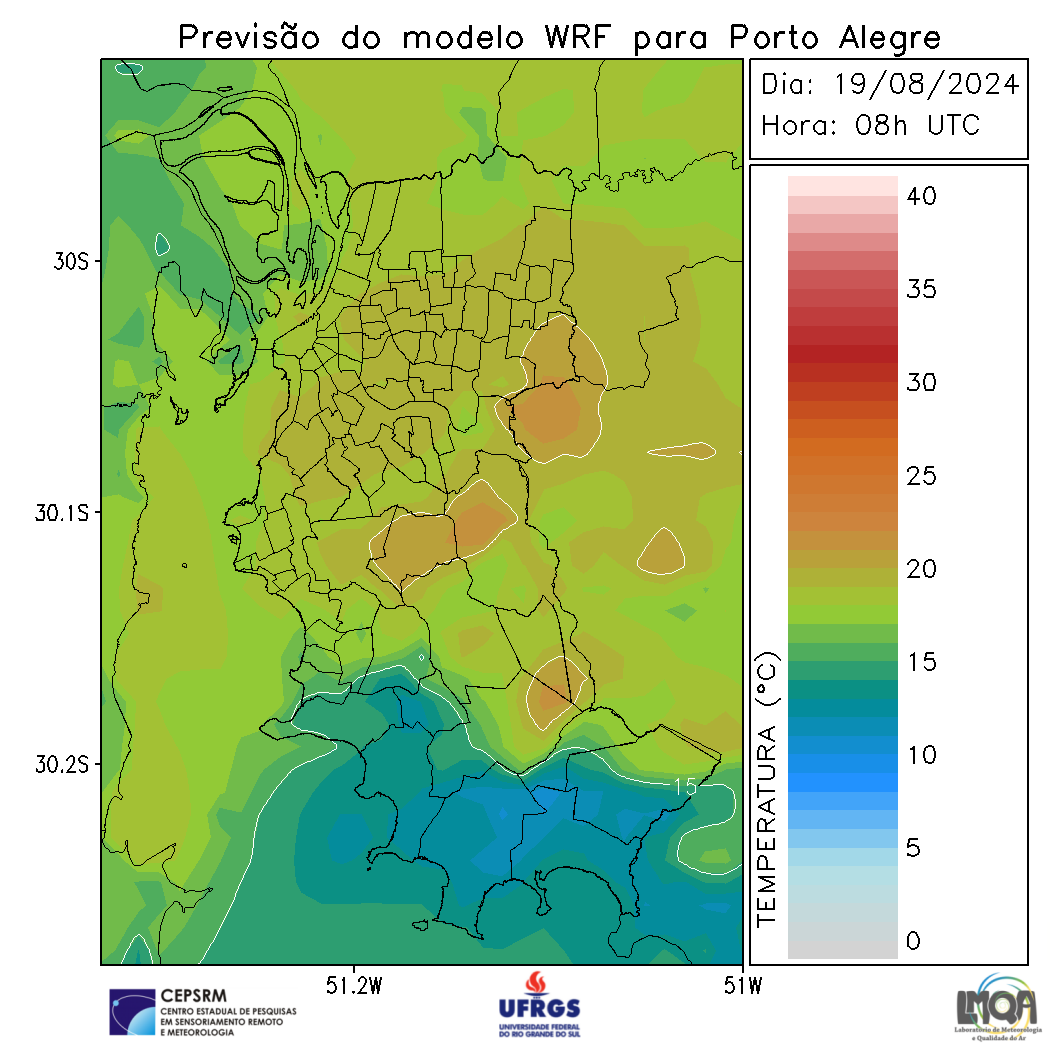 Previsão do modelo WRF para Porto Alegre
Dia: 19/08/2024
Hora: 08h UTC
40
35
30
25
20
15
10
5
0
TEMPERATURA (°C)
30S
30.1S
30.2S
15
51.2W
51W
CEPSRM
CENTRO ESTADUAL DE PESQUISAS
EM SENSORIAMENTO REMOTO
E METEOROLOGIA
UFRGS
UNIVERSIDADE FEDERAL
DO RIO GRANDE DO SUL
LMQA
Laboratório de Meteorologia
e Qualidade do Ar